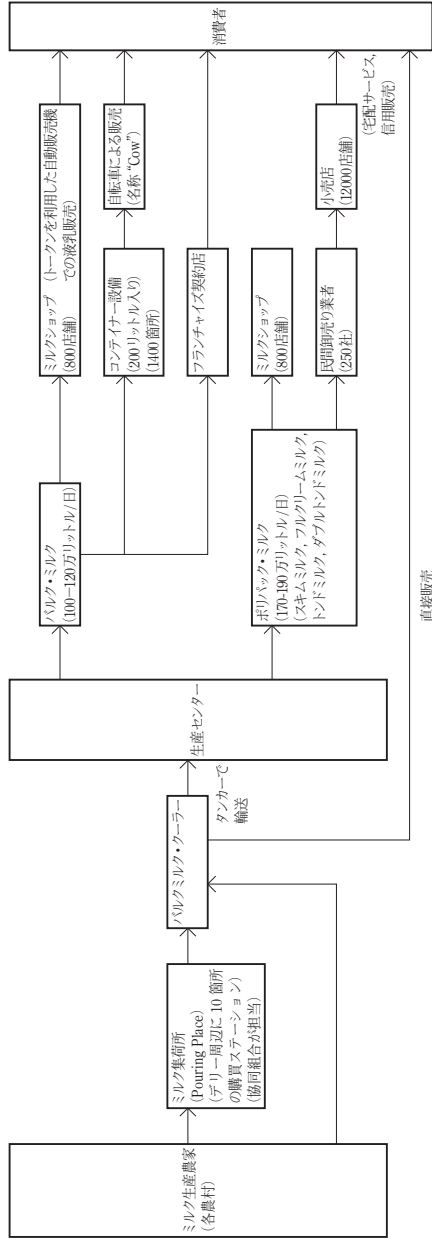 ミルク生産農家
(各農村)
ミルク集荷所
(Pouring Place)
(デリー周辺に 10 箇所
の購買ステーション)
(協同組合が担当)
バルクミルク・クーラー
タンカーで
輸送
生産センター
バルク・ミルク
(100−120万リットル/日)
ポリパック・ミルク
(170-190万リットル/日)
(スキムミルク, フルクリームミルク,
トンドミルク, ダブルトンドミルク)
ミルクショップ (トークンを利用した自動販売機
(800店舗) での液乳販売)
コンテイナー設備
(200リットル入り)
(1400箇所)
自転車による販売
(名称 “Cow”)
フランチャイズ契約店
ミルクショップ
(800店舗)
民間卸売り業者
(250社)
小売店
(12000店舗)
(宅配サービス,
信用販売)
直接販売
消費者